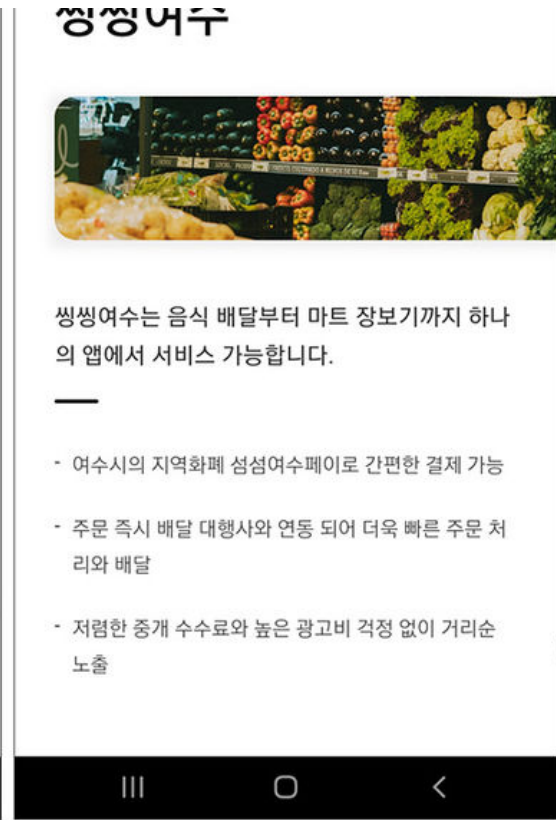 씽씽여수
씽씽여수는 음식 배달부터 마트 장보기까지 하나
의 앱에서 서비스 가능합니다.
- 여수시의 지역화폐 섬섬여수페이로 간편한 결제 가능
- 주문 즉시 배달 대행사와 연동 되어 더욱 빠른 주문 처
리와 배달
- 저렴한 중개 수수료와 높은 광고비 걱정 없이 거리순
노출